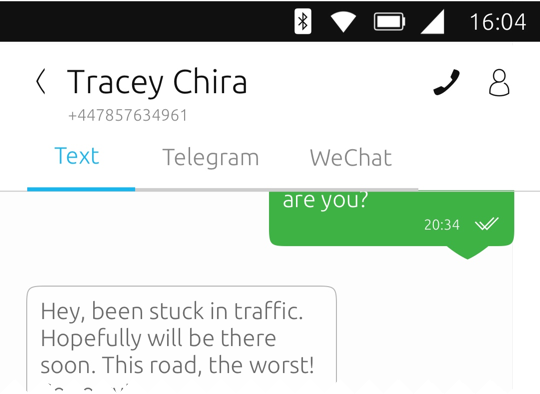 16:04
Tracey Chira
+447857634961
Text Telegram WeChat
are you?
20:34
Hey, been stuck in traffic.
Hopefully will be there
soon. This road, the worst!